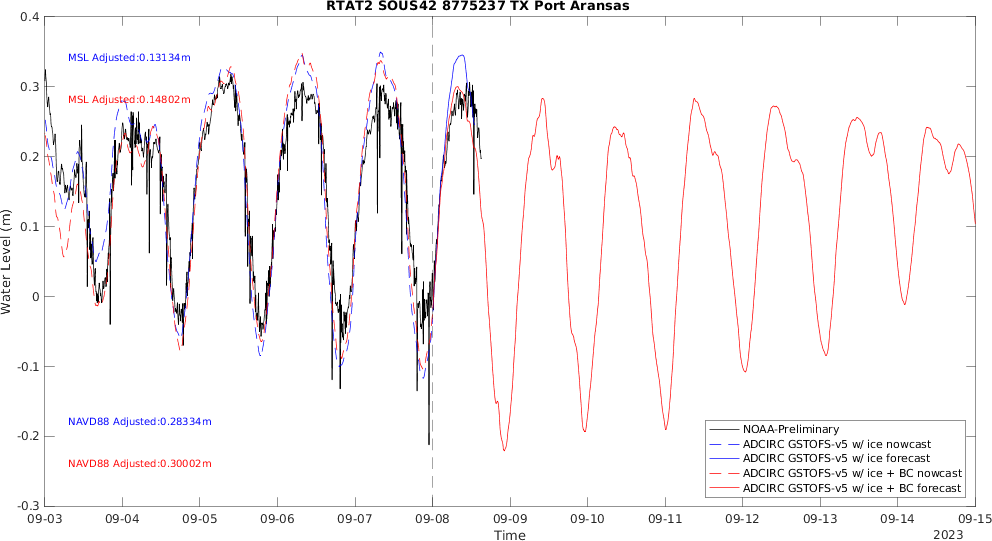 RTAT2 SOUS42 8775237 TX Port Aransas
0.4
0.3
0.2
0.1
0
-0.1
-0.2
-0.3
Water Level (m)
MSL Adjusted:0.13134m
MSL Adjusted:0.14802m
NAVD88 Adjusted:0.28334m
NAVD88 Adjusted:0.30002m
NOAA-Preliminary
ADCIRC GSTOFS-v5 w/ ice nowcast
ADCIRC GSTOFS-v5 w/ ice forecast
ADCIRC GSTOFS-v5 w/ ice + BC nowcast
ADCIRC GSTOFS-v5 w/ ice + BC forecast
09-03 09-04 09-05 09-06 09-07 09-08 09-09 09-10 09-11 09-12 09-13 09-14 09-15
Time
2023